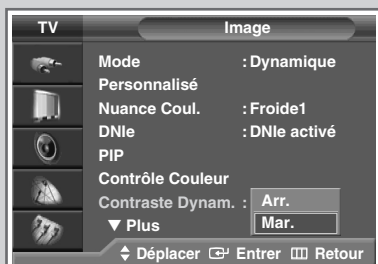 TV Image
Mode : Dynamique
Personnalisé
Nuance Coul. : Froide1
DNIe : DNIe activé
PIP
Contrôle Couleur
Contraste Dynam. : Arr.
Mar.
▼ Plus
Déplacer Entrer Retour